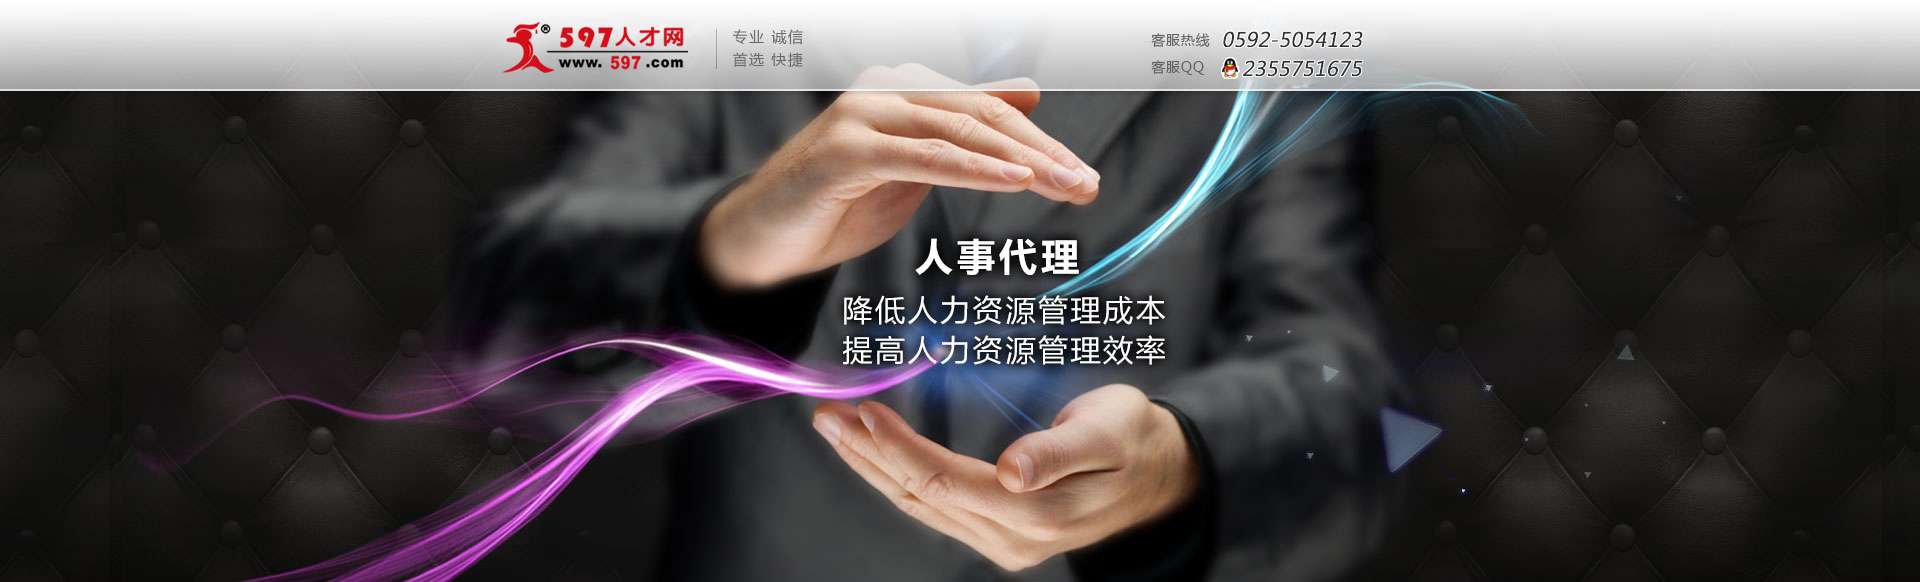 597人才网
www.597.com
专业 诚信
首选 快捷
客服热线 0592-5054123
客服QQ 2355751675
人事代理
降低人力资源管理成本
提高人力资源管理效率